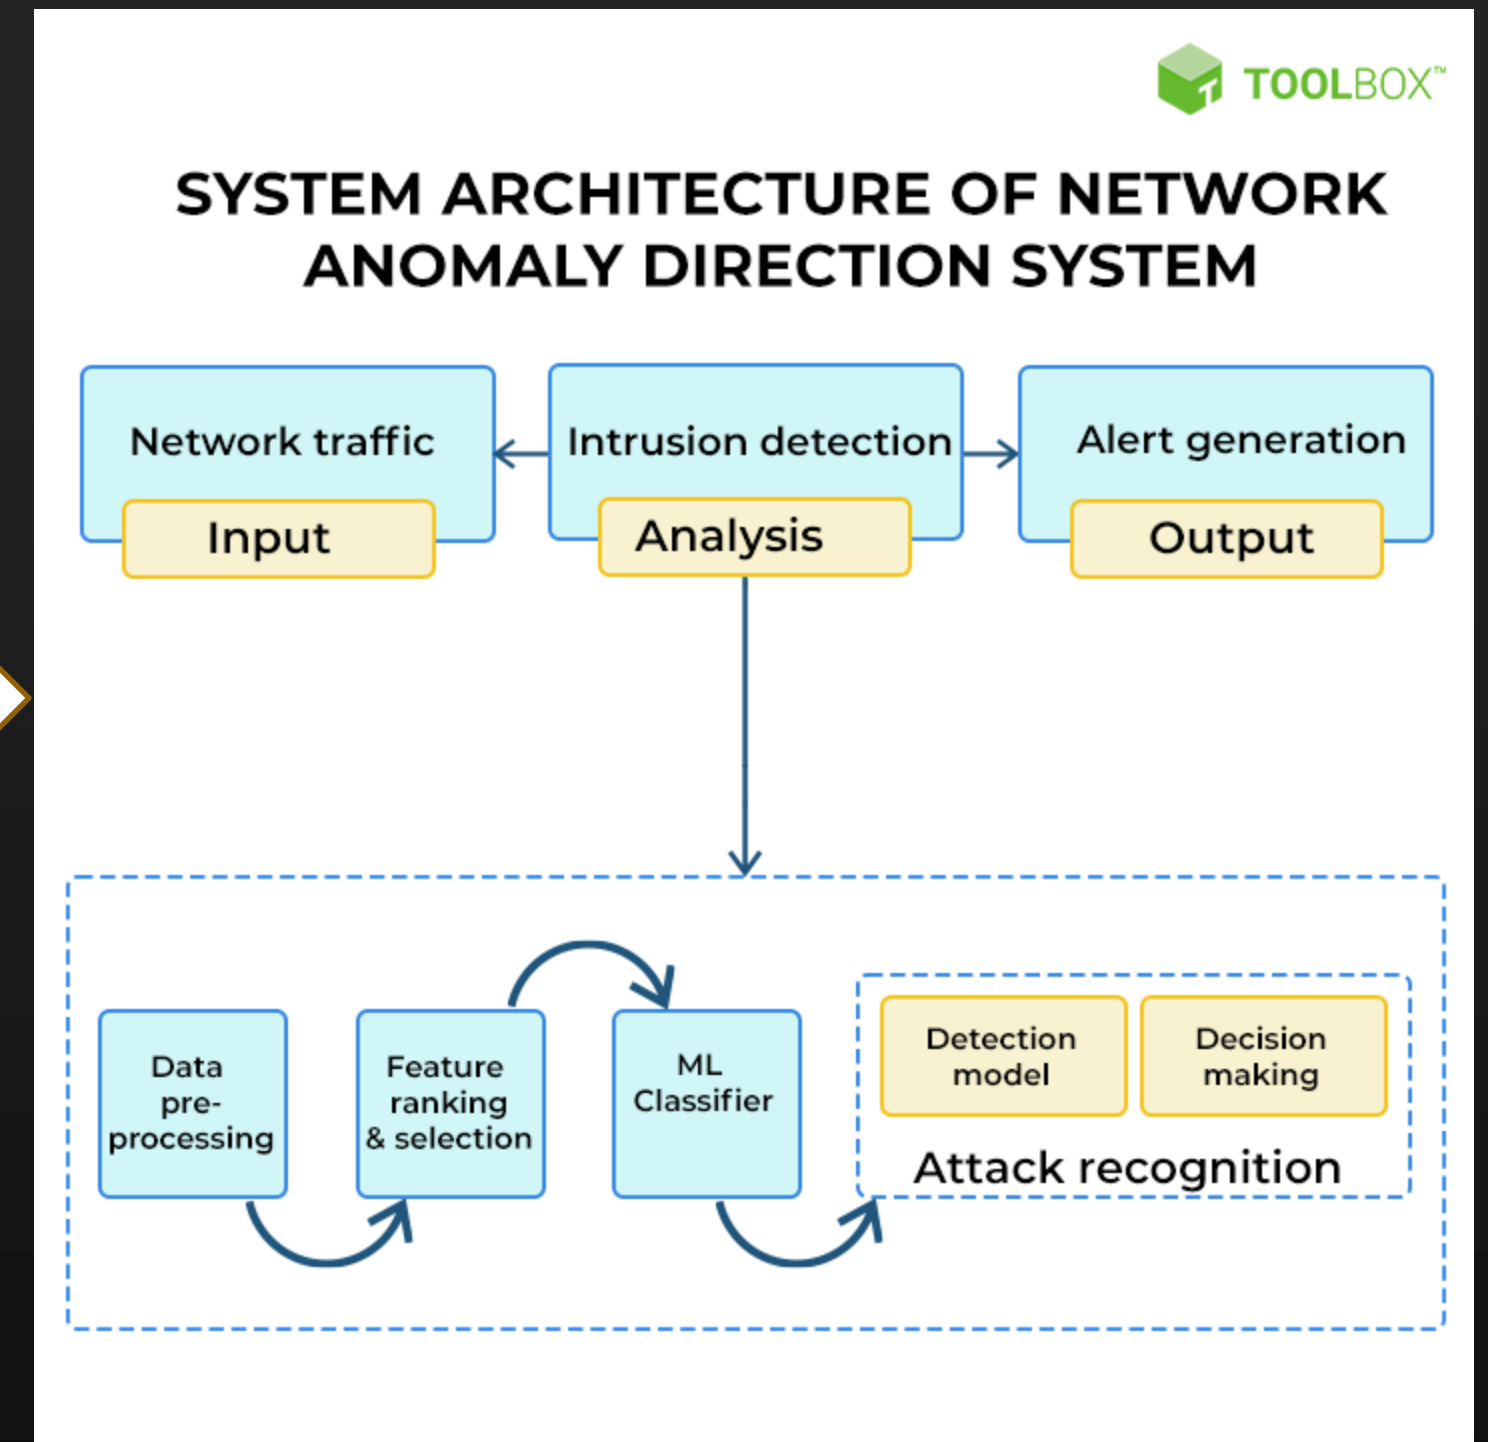 TOOLBOX™
SYSTEM ARCHITECTURE OF NETWORK
ANOMALY DIRECTION SYSTEM
Network traffic
Input
Intrusion detection
Analysis
Alert generation
Output
Data
pre-
processing
Feature
ranking
& selection
ML
Classifier
Detection
model
Decision
making
Attack recognition